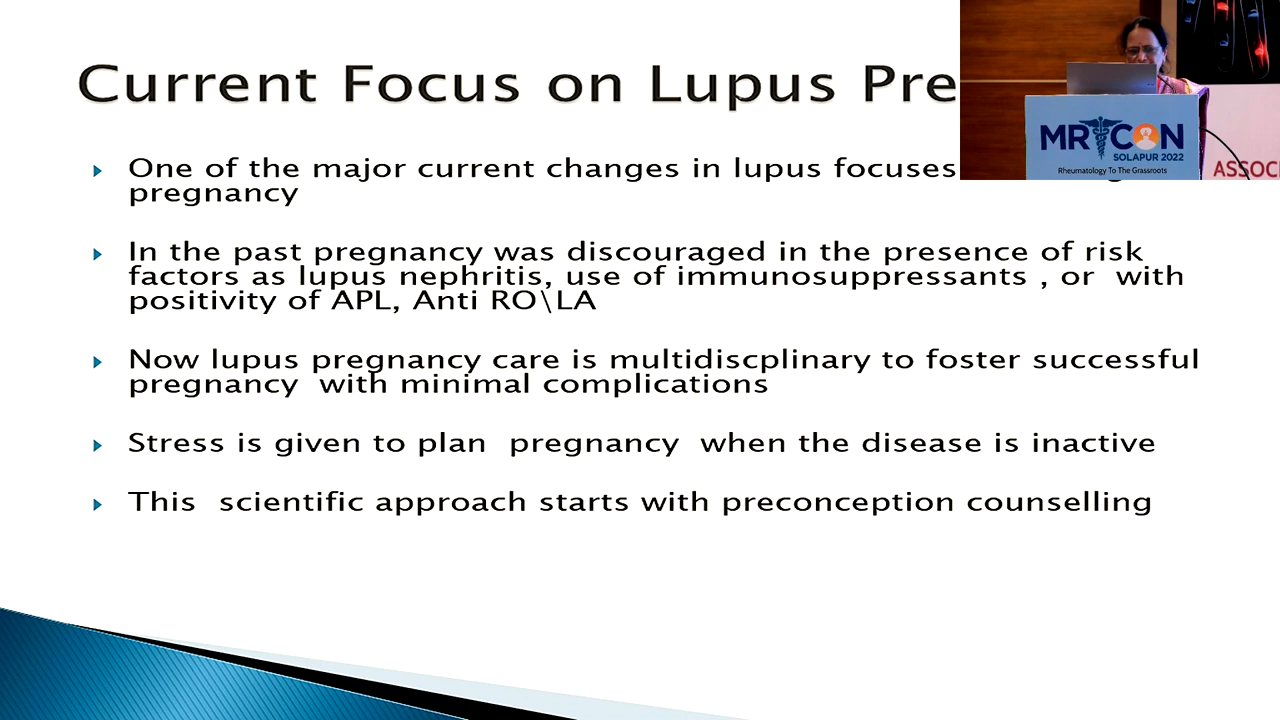 Current Focus on Lupus Pre
One of the major current changes in lupus focuses
pregnancy
In the past pregnancy was discouraged in the presence of risk
factors as lupus nephritis, use of immunosuppressants , or with
positivity of APL, Anti RO\LA
Now lupus pregnancy care is multidiscplinary to foster successful
pregnancy with minimal complications
Stress is given to plan pregnancy when the disease is inactive
This scientific approach starts with preconception counselling
MR CON
SOLAPUR 2022
Rheumatology To The Grassroots
ASSOC